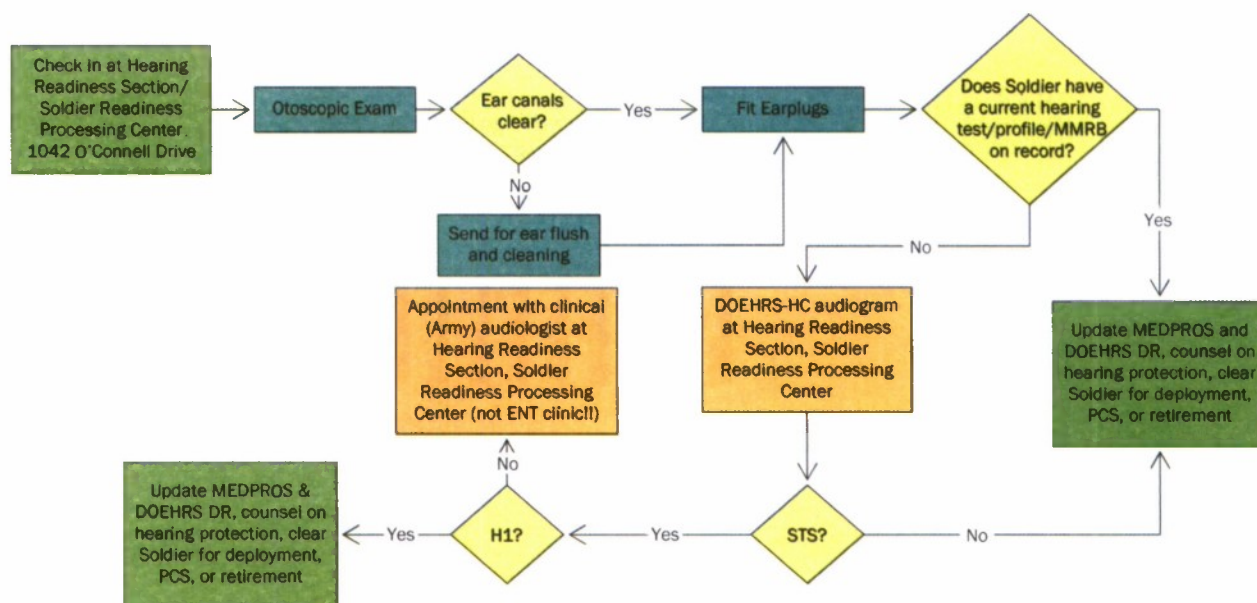 Check In at Hearing
Readiness Section/
Soldier Readiness
Processing Center.
1042 O'Connell Drive
Otoscopic Exam
Ear canals
clear?
Yes
Fit Earplugs
Does Soldier have
a current hearing
test/profile/MMRB
on record?
No
Send for ear flush
and cleaning
No
Yes
Appointment with clinical
(Army) audiologist at
Hearing Readiness
Section, Soldier
Readiness Processing
Center (not ENT clinic!!)
DOEHRS-HC audiogram
at Hearing Readiness
Section, Soldier
Readiness Processing
Center
Update MEDPROS and
DOEHRS DR, counsel on
hearing protection, clear
Soldier for deployment,
PCS, or retirement
No
Update MEDPROS &
DOEHRS DR, counsel on
hearing protection, clear
Soldier for deployment,
PCS, or retirement
Yes
H1?
Yes
STS?
No